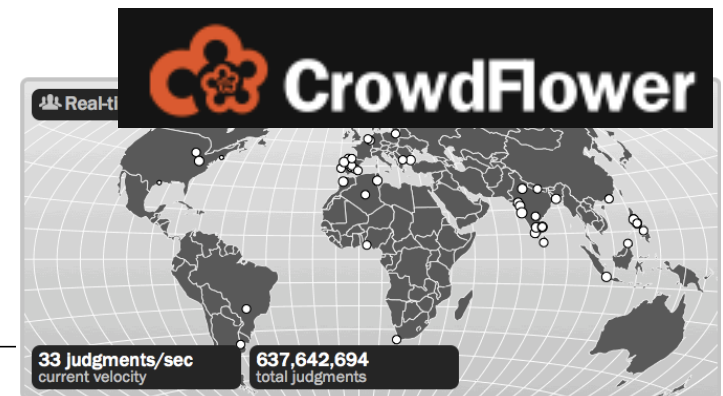 CrowdFlower
Real-ti
33 judgments/sec
current velocity
637,642,694
total judgments